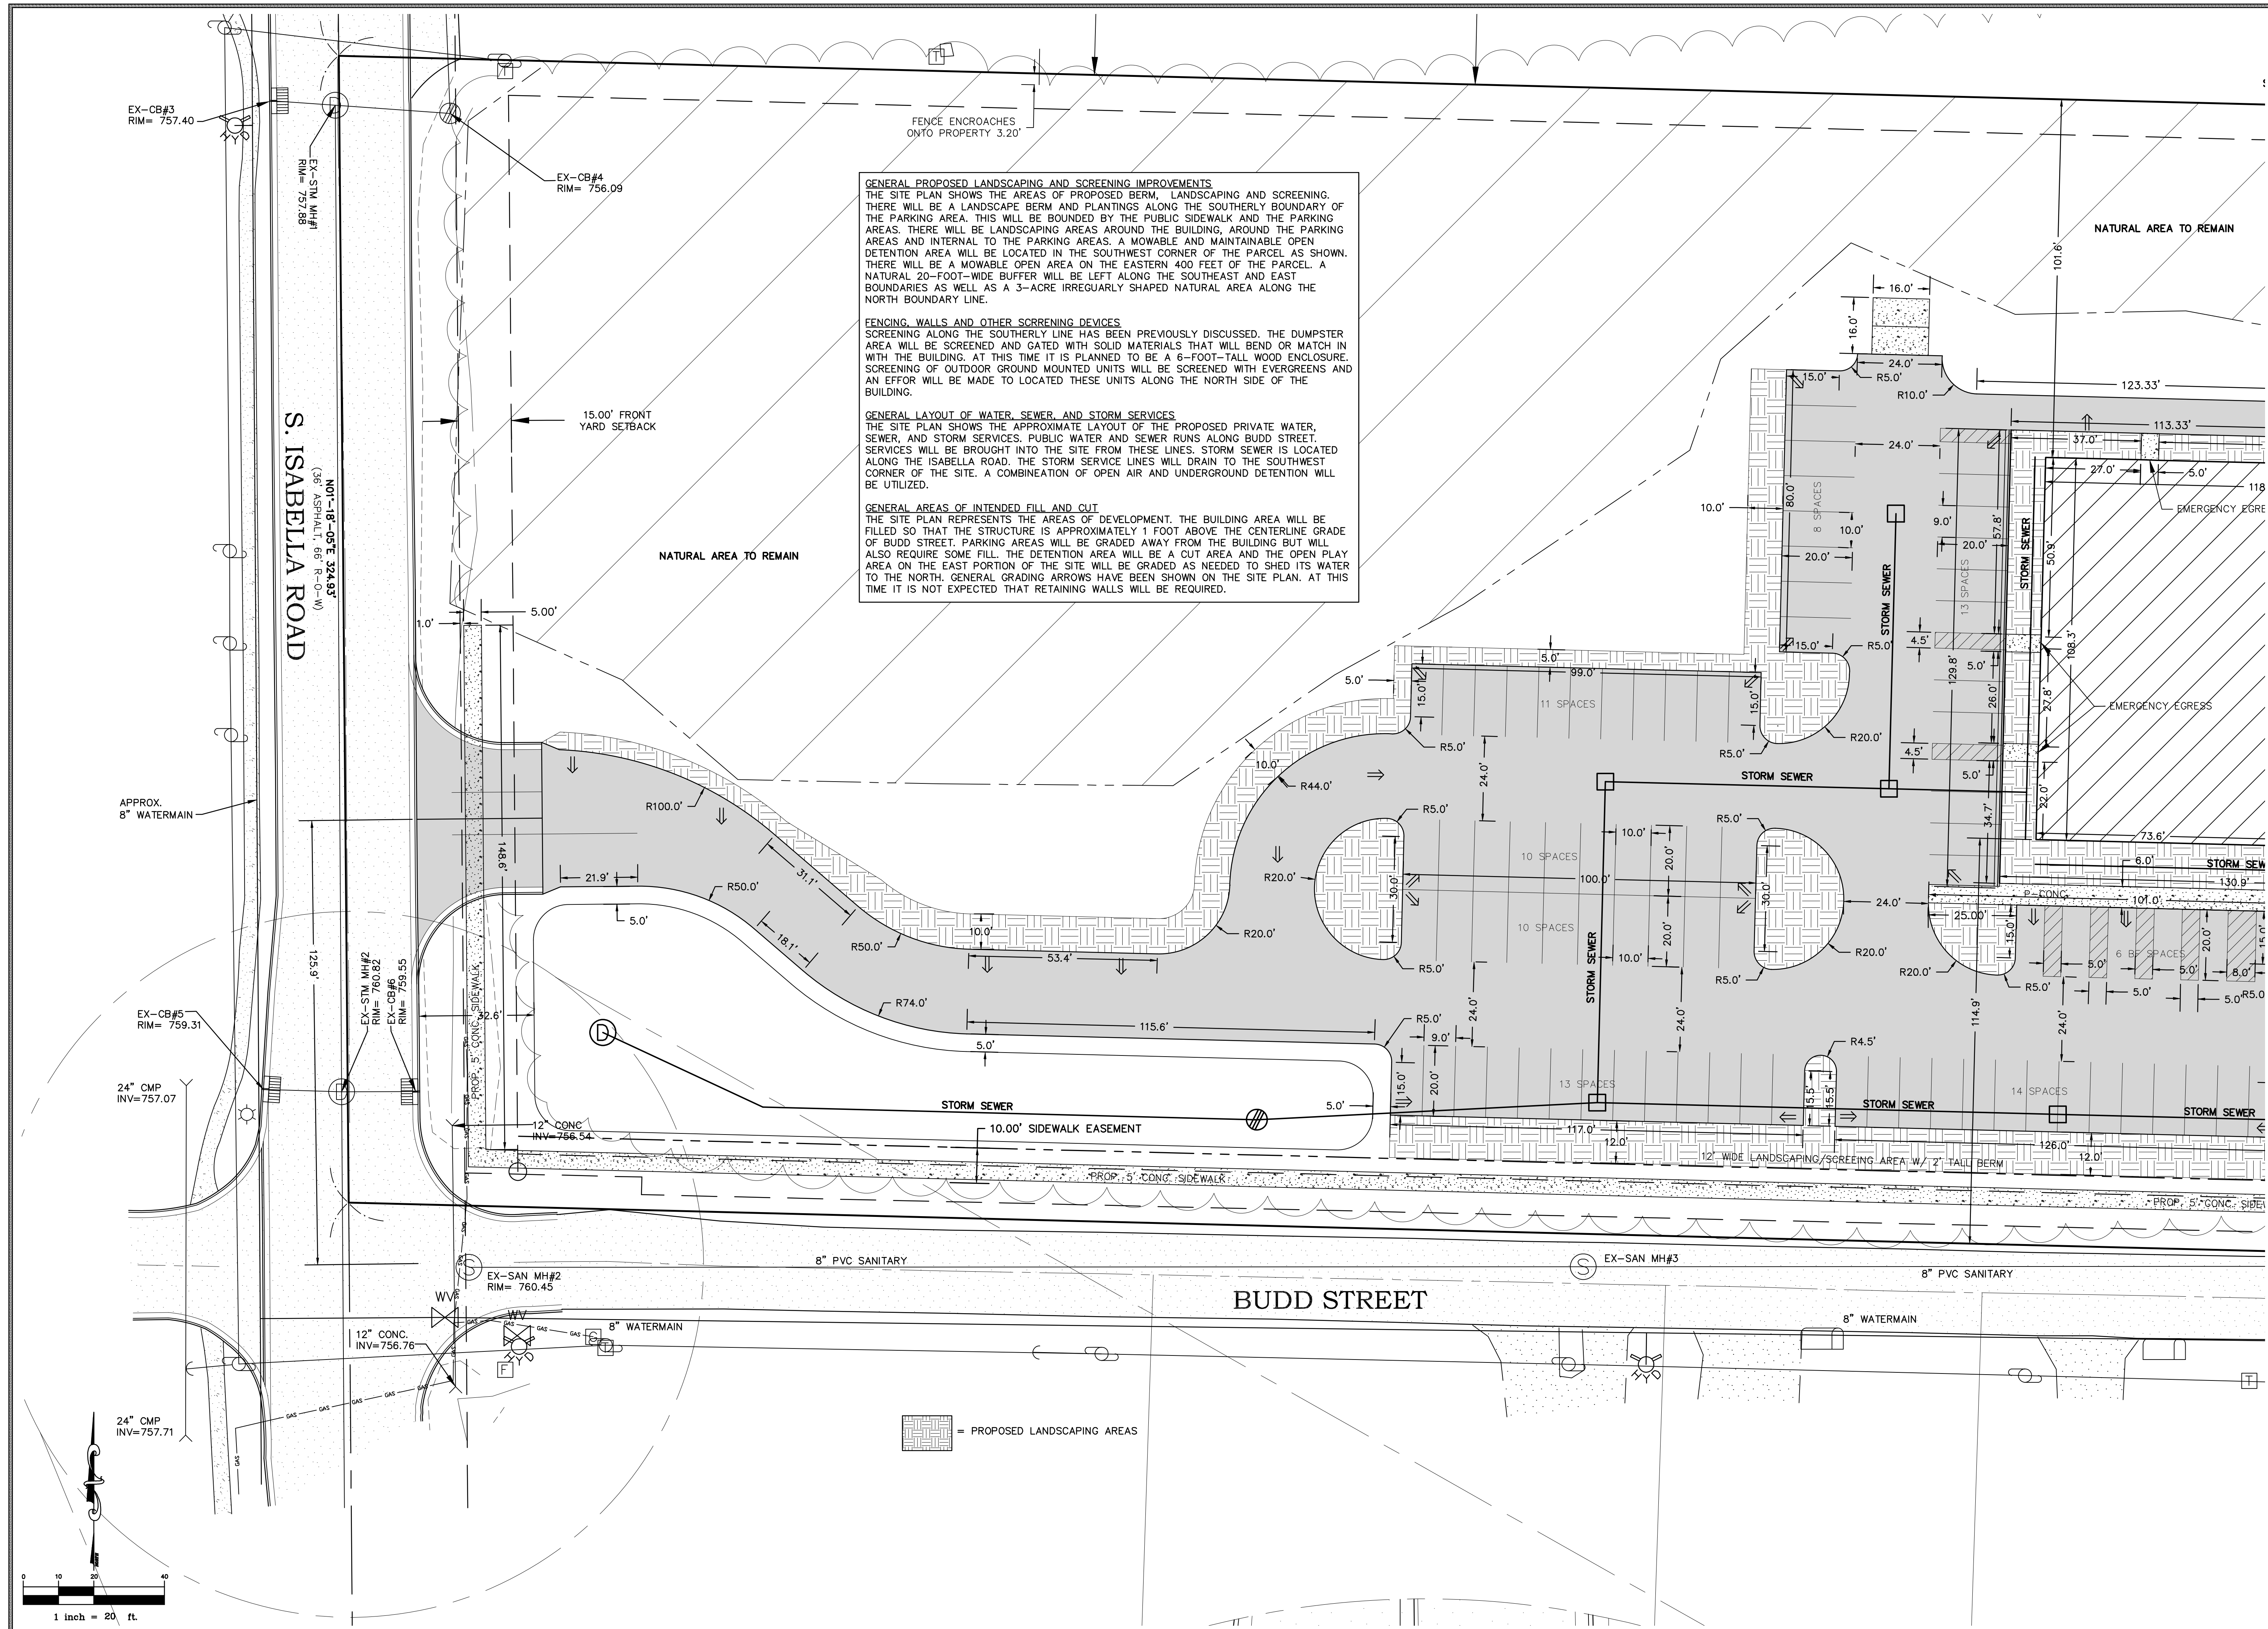 EX-CB#3
RIM= 757.40
EX-STM MH#1
RIM= 757.88
EX-CB#4
RIM= 756.09
FENCE ENCROACHES
ONTO PROPERTY 3.20'
GENERAL PROPOSED LANDSCAPING AND SCREENING IMPROVEMENTS
THE SITE PLAN SHOWS THE AREAS OF PROPOSED BERM, LANDSCAPING AND SCREENING.
THERE WILL BE A LANDSCAPE BERM AND PLANTINGS ALONG THE SOUTHERLY BOUNDARY OF
THE PARKING AREA. THIS WILL BE BOUNDED BY THE PUBLIC SIDEWALK AND THE PARKING
AREAS. THERE WILL BE LANDSCAPING AREAS AROUND THE BUILDING, AROUND THE PARKING
AREAS AND INTERNAL TO THE PARKING AREAS. A MOWABLE AND MAINTAINABLE OPEN
DETENTION AREA WILL BE LOCATED IN THE SOUTHWEST CORNER OF THE PARCEL AS SHOWN.
THERE WILL BE A MOWABLE OPEN AREA ON THE EASTERN 400 FEET OF THE PARCEL. A
NATURAL 20-FOOT-WIDE BUFFER WILL BE LEFT ALONG THE SOUTHEAST AND EAST
BOUNDARIES AS WELL AS A 3-ACRE IRREGUARLY SHAPED NATURAL AREA ALONG THE
NORTH BOUNDARY LINE.
FENCING, WALLS AND OTHER SCRRENING DEVICES
SCREENING ALONG THE SOUTHERLY LINE HAS BEEN PREVIOUSLY DISCUSSED. THE DUMPSTER
AREA WILL BE SCREENED AND GATED WITH SOLID MATERIALS THAT WILL BEND OR MATCH IN
WITH THE BUILDING. AT THIS TIME IT IS PLANNED TO BE A 6-FOOT-TALL WOOD ENCLOSURE.
SCREENING OF OUTDOOR GROUND MOUNTED UNITS WILL BE SCREENED WITH EVERGREENS AND
AN EFFOR WILL BE MADE TO LOCATED THESE UNITS ALONG THE NORTH SIDE OF THE
BUILDING.
GENERAL LAYOUT OF WATER, SEWER, AND STORM SERVICES
THE SITE PLAN SHOWS THE APPROXIMATE LAYOUT OF THE PROPOSED PRIVATE WATER,
SEWER, AND STORM SERVICES. PUBLIC WATER AND SEWER RUNS ALONG BUDD STREET.
SERVICES WILL BE BROUGHT INTO THE SITE FROM THESE LINES. STORM SEWER IS LOCATED
ALONG THE ISABELLA ROAD. THE STORM SERVICE LINES WILL DRAIN TO THE SOUTHWEST
CORNER OF THE SITE. A COMBINEATION OF OPEN AIR AND UNDERGROUND DETENTION WILL
BE UTILIZED.
GENERAL AREAS OF INTENDED FILL AND CUT
THE SITE PLAN REPRESENTS THE AREAS OF DEVELOPMENT. THE BUILDING AREA WILL BE
FILLED SO THAT THE STRUCTURE IS APPROXIMATELY 1 FOOT ABOVE THE CENTERLINE GRADE
OF BUDD STREET. PARKING AREAS WILL BE GRADED AWAY FROM THE BUILDING BUT WILL
ALSO REQUIRE SOME FILL. THE DETENTION AREA WILL BE A CUT AREA AND THE OPEN PLAY
AREA ON THE EAST PORTION OF THE SITE WILL BE GRADED AS NEEDED TO SHED ITS WATER
TO THE NORTH. GENERAL GRADING ARROWS HAVE BEEN SHOWN ON THE SITE PLAN. AT THIS
TIME IT IS NOT EXPECTED THAT RETAINING WALLS WILL BE REQUIRED.
NATURAL AREA TO REMAIN
101.6'
16.0'
16.0'
24.0'
15.0'
R5.0'
R10.0'
123.33'
113.33'
37.0'
27.0'
5.0'
118
EMERGENCY EGRE
S. ISABELLA ROAD
N01°-18'-05"E 324.93'
(36' ASPHALT, 66' R-O-W)
15.00' FRONT
YARD SETBACK
NATURAL AREA TO REMAIN
10.0'
80.0'
8 SPACES
24.0'
10.0'
20.0'
9.0'
20.0'
57.8'
13 SPACES
STORM SEWER
STORM SEWER
50.9'
108.3'
15.0'
R5.0'
4.5'
5.0'
129.8'
26.0'
27.8'
EMERGENCY EGRESS
4.5'
5.0'
22.0'
34.7'
73.6'
5.00'
1.0'
5.0'
99.0'
5.0'
15.0'
15.0'
11 SPACES
R5.0'
R5.0'
R20.0'
10.0'
R44.0'
24.0'
STORM SEWER
APPROX.
8" WATERMAIN
R100.0'
148.6'
21.9'
5.0'
R50.0'
31.1'
18.1'
R50.0'
10.0'
53.4'
R20.0'
R20.0'
R5.0'
30.0'
R5.0'
10 SPACES
100.0'
10 SPACES
10.0'
10.0'
20.0'
20.0'
R5.0'
30.0'
R5.0'
R20.0'
24.0'
STORM SEWER
6.0'
STORM SEW
130.9'
P-CONC.
101.0'
25.00'
15.0'
R20.0'
R5.0'
6 BF SPACES
5.0'
5.0'
5.0'
5.0'
8.0'
20.0'
15.0'
R5.0
125.9'
EX-STM MH#2
RIM= 760.82
EX-CB#6
RIM= 759.55
32.6'
PROP. 5' CONC. SIDEWALK
EX-CB#5
RIM= 759.31
R74.0'
115.6'
5.0'
R5.0'
9.0'
24.0'
24.0'
24.0'
114.9'
R4.5'
15.0'
20.0'
13 SPACES
15.5'
15.5'
14 SPACES
24" CMP
INV=757.07
D
STORM SEWER
5.0'
STORM SEWER
STORM SEWER
12" CONC
INV=756.54
10.00' SIDEWALK EASEMENT
117.0'
12.0'
126.0'
12.0'
12' WIDE LANDSCAPING/SCREEING AREA W/ 2' TALL BERM
PROP. 5' CONC. SIDEWALK
PROP. 5' CONC. SIDEW
8" PVC SANITARY
S
EX-SAN MH#2
RIM= 760.45
S
EX-SAN MH#3
8" PVC SANITARY
BUDD STREET
WV
WV
GAS
8" WATERMAIN
8" WATERMAIN
12" CONC.
INV=756.76
HYD
HYD
HYD
F
G
T
T
24" CMP
INV=757.71
GAS
GAS
GAS
GAS
= PROPOSED LANDSCAPING AREAS
0 10 20 40
1 inch = 20 ft.